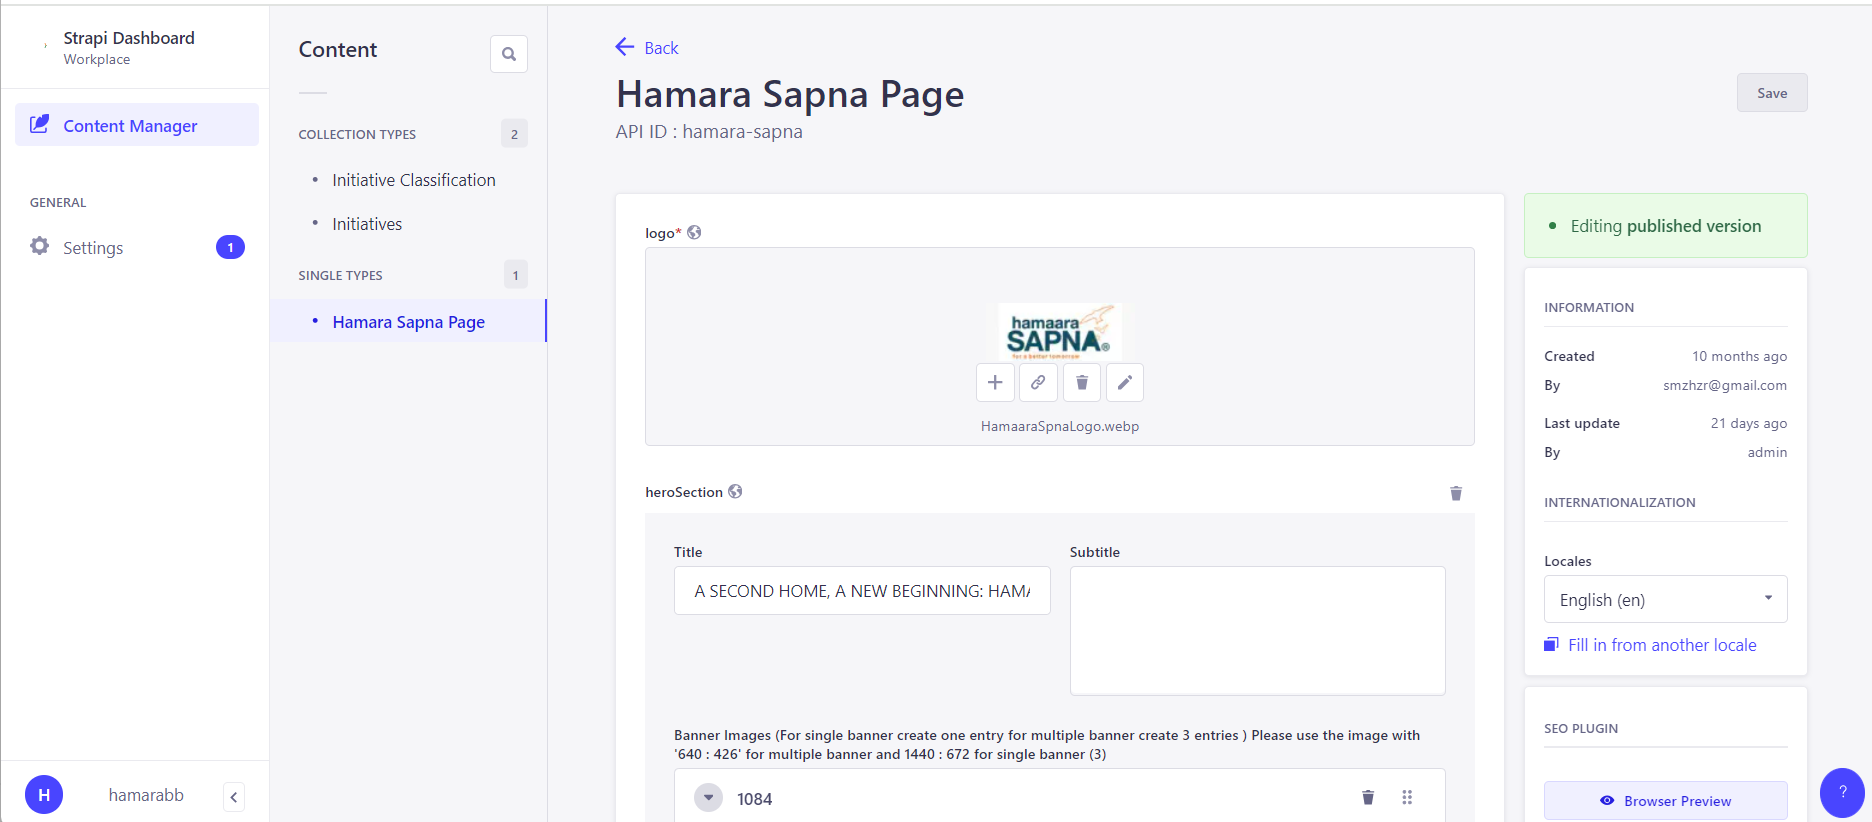 Strapi Dashboard
Workplace
Content Manager
GENERAL
Settings
1
H
hamarabb
Content
COLLECTION TYPES
2
Initiative Classification
Initiatives
SINGLE TYPES
1
Hamara Sapna Page
Back
Hamara Sapna Page
API ID : hamara-sapna
Save
logo*
hamaara
SAPNA®
for a better tomorrow
HamaaraSpnaLogo.webp
heroSection
Title
Subtitle
A SECOND HOME, A NEW BEGINNING: HAMA
Banner Images (For single banner create one entry for multiple banner create 3 entries ) Please use the image with
'640 : 426' for multiple banner and 1440 : 672 for single banner (3)
1084
Editing published version
INFORMATION
Created
10 months ago
By
smzhzr@gmail.com
Last update
21 days ago
By
admin
INTERNATIONALIZATION
Locales
English (en)
Fill in from another locale
SEO PLUGIN
Browser Preview
?